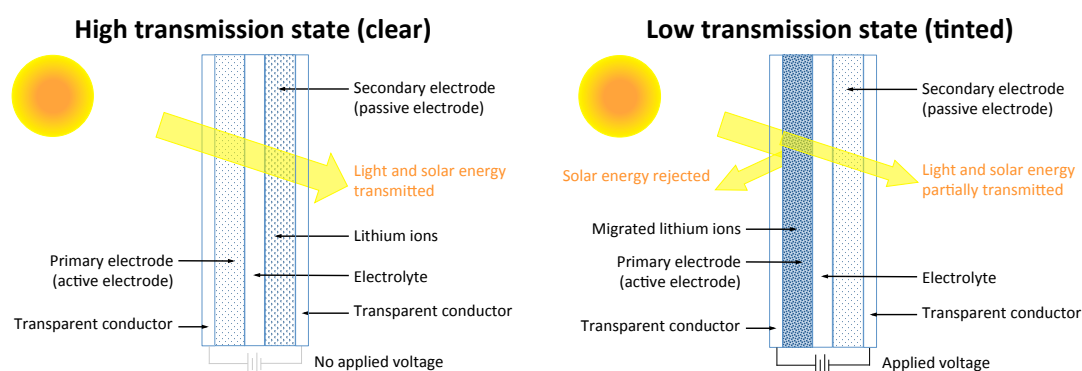 High transmission state (clear)
Secondary electrode
(passive electrode)
Light and solar energy
transmitted
Lithium ions
Primary electrode
(active electrode)
Electrolyte
Transparent conductor
Transparent conductor
No applied voltage
Low transmission state (tinted)
Secondary electrode
(passive electrode)
Solar energy rejected
Light and solar energy
partially transmitted
Migrated lithium ions
Primary electrode
(active electrode)
Electrolyte
Transparent conductor
Transparent conductor
Applied voltage